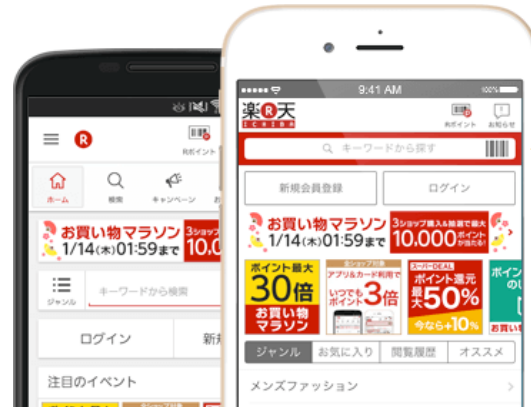 R
Rポイント
ホーム
検索
キャンペーン
お買い物マラソン
1/14(木)01:59まで
3ショップ
10,0
ジャンル
キーワードから検索
ログイン
新規
注目のイベント
9:41 AM
100%
楽R天
ICHIBA
Rポイント
お知らせ
キーワードから探す
新規会員登録
ログイン
お買い物マラソン
1/14(木)01:59まで
3ショップ購入&抽選で最大
10,000ポイント
が当たる!
ポイント最大
30倍
お買い物
マラソン
全ショップ対象
アプリ&カード利用で
いつでも
ポイント3倍
スーパーDEAL
ポイント還元
最大50%
今なら+10%
ポイン
ジャンル
お気に入り
閲覧履歴
オススメ
メンズファッション